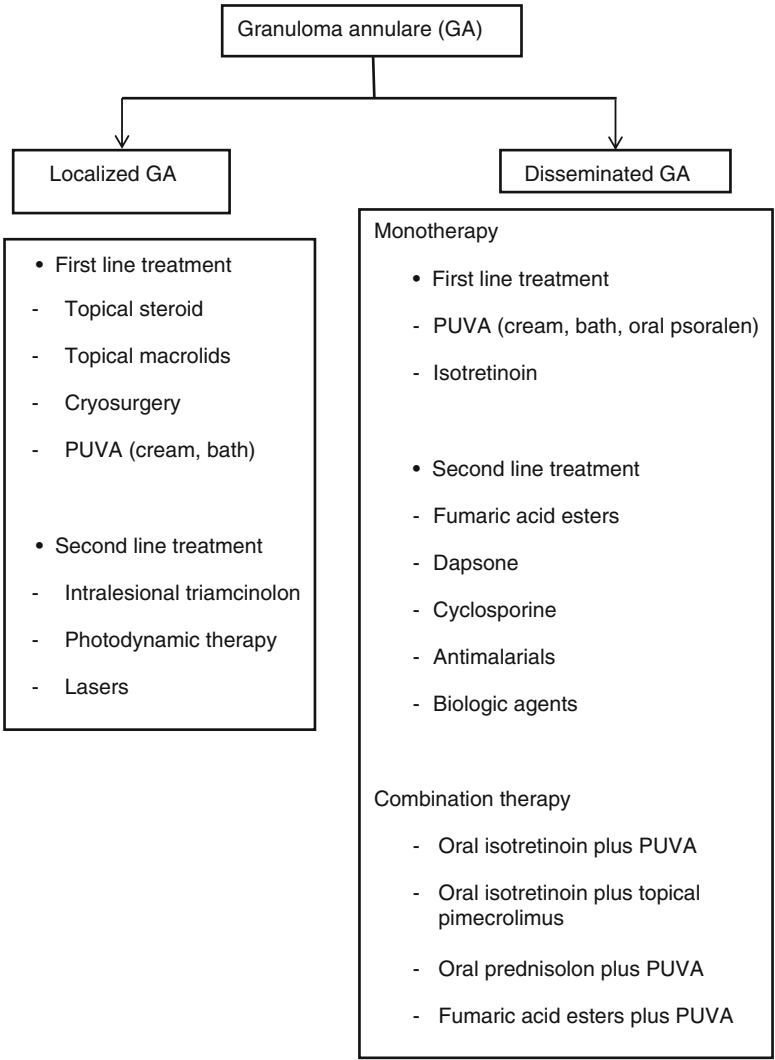 Granuloma annulare (GA)
Localized GA
Disseminated GA
• First line treatment
- Topical steroid
- Topical macrolids
- Cryosurgery
- PUVA (cream, bath)
• Second line treatment
- Intralesional triamcinolon
- Photodynamic therapy
- Lasers
Monotherapy
• First line treatment
- PUVA (cream, bath, oral psoralen)
- Isotretinoin
• Second line treatment
- Fumaric acid esters
- Dapsone
- Cyclosporine
- Antimalarials
- Biologic agents
Combination therapy
- Oral isotretinoin plus PUVA
- Oral isotretinoin plus topical
pimecrolimus
- Oral prednisolon plus PUVA
- Fumaric acid esters plus PUVA